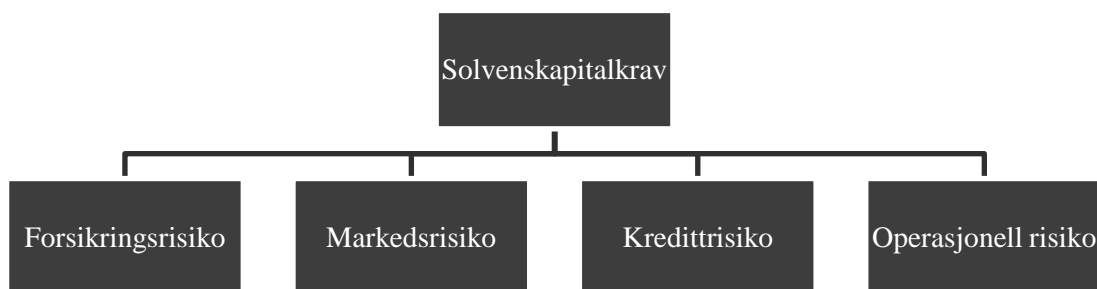 Solvenskapitalkrav
Forsikringsrisiko
Markedsrisiko
Kredittrisiko
Operasjonell risiko